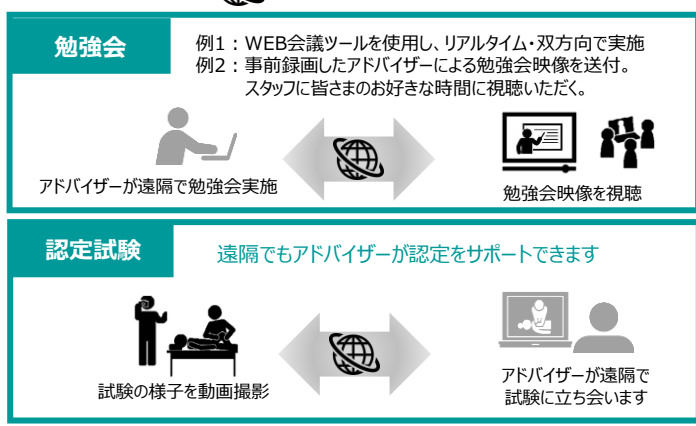 勉強会
例1：WEB会議ツールを使用し、リアルタイム・双方向で実施
例2：事前録画したアドバイザーによる勉強会映像を送付。
スタッフに皆さまのお好きな時間に視聴いただく。
アドバイザーが遠隔で勉強会実施
勉強会映像を視聴
認定試験
遠隔でもアドバイザーが認定をサポートできます
試験の様子を動画撮影
アドバイザーが遠隔で
試験に立ち会います